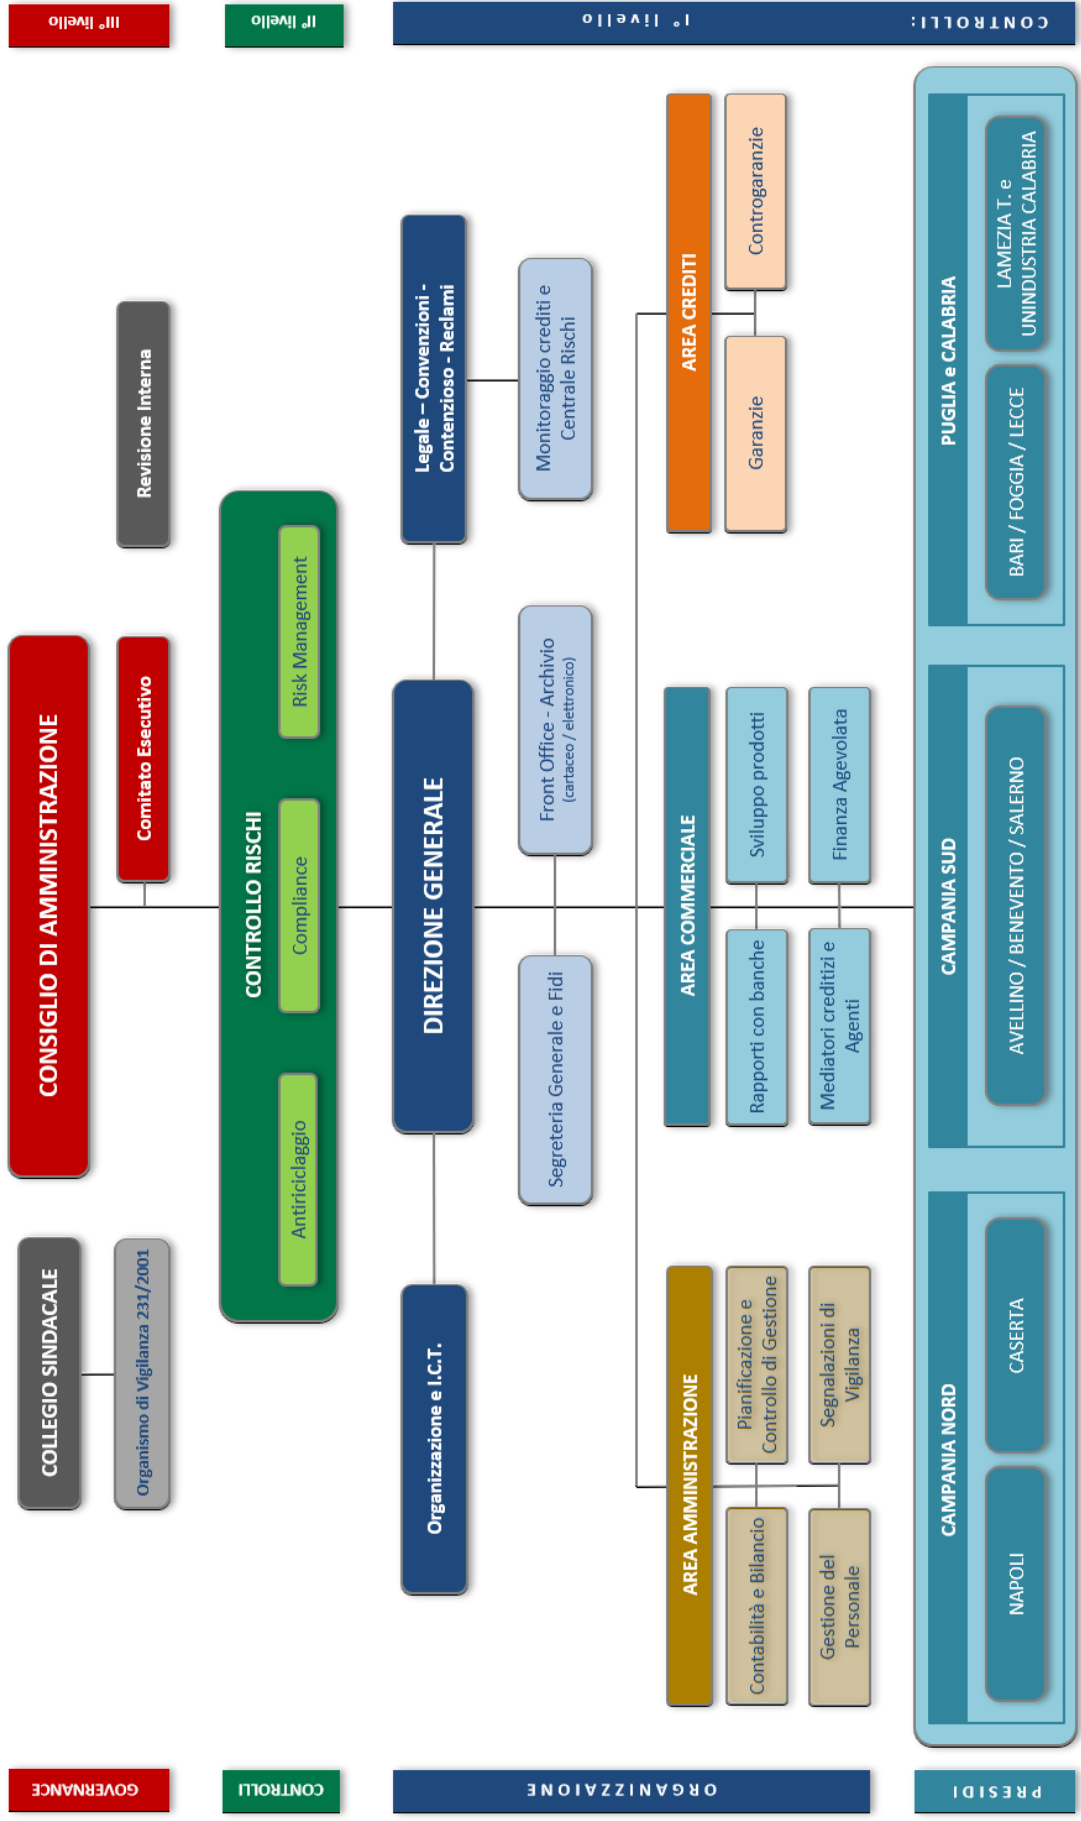 GOVERNANCE
COLLEGIO SINDACALE
Organismo di Vigilanza 231/2001
CONSIGLIO DI AMMINISTRAZIONE
Comitato Esecutivo
Revisione Interna
III° livello
CONTROLLI
CONTROLLO RISCHI
Antiriciclaggio
Compliance
Risk Management
II° livello
ORGANIZZAIONE
Organizzazione e I.C.T.
DIREZIONE GENERALE
Legale – Convenzioni -
Contenzioso - Reclami
Segreteria Generale e Fidi
Front Office - Archivio
(cartaceo / elettronico)
Monitoraggio crediti e
Centrale Rischi
I° livello
AREA AMMINISTRAZIONE
Contabilità e Bilancio
Pianificazione e
Controllo di Gestione
Gestione del
Personale
Segnalazioni di
Vigilanza
AREA COMMERCIALE
Rapporti con banche
Sviluppo prodotti
Mediatori creditizi e
Agenti
Finanza Agevolata
AREA CREDITI
Garanzie
Controgaranzie
PRESIDI
CAMPANIA NORD
NAPOLI
CASERTA
CAMPANIA SUD
AVELLINO / BENEVENTO / SALERNO
PUGLIA e CALABRIA
BARI / FOGGIA / LECCE
LAMEZIA T. e
UNINDUSTRIA CALABRIA
CONTROLLI: